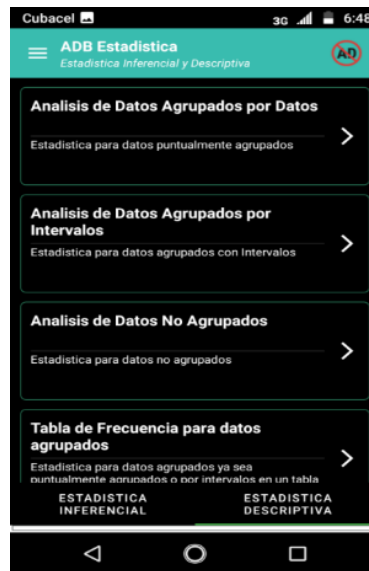 Cubacel 3G 6:48
ADB Estadistica
Estadistica Inferencial y Descriptiva
AD
Analisis de Datos Agrupados por Datos
Estadistica para datos puntualmente agrupados
Analisis de Datos Agrupados por
Intervalos
Estadistica para datos agrupados con Intervalos
Analisis de Datos No Agrupados
Estadistica para datos no agrupados
Tabla de Frecuencia para datos
agrupados
Estadistica para datos agrupados ya sea
puntualmente agrupados o por intervalos en un tabla
ESTADISTICA
INFERENCIAL
ESTADISTICA
DESCRIPTIVA